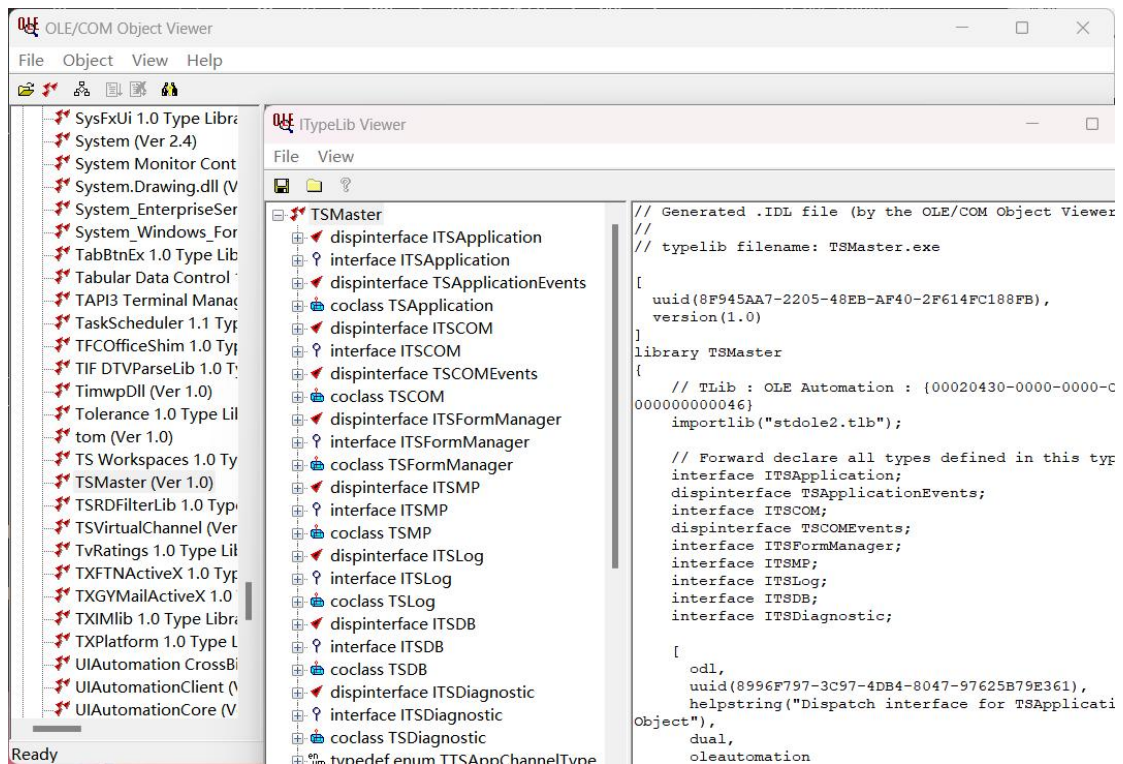 OLE/COM Object Viewer
File Object View Help
SysFxUi 1.0 Type Libra
System (Ver 2.4)
System Monitor Cont
System.Drawing.dll (V
System_EnterpriseSer
System_Windows_For
TabBtnEx 1.0 Type Lib
Tabular Data Control
TAPI3 Terminal Manag
TaskScheduler 1.1 Typ
TFCOfficeShim 1.0 Typ
TIF DTVParseLib 1.0 Ty
TimwpDll (Ver 1.0)
Tolerance 1.0 Type Lil
tom (Ver 1.0)
TS Workspaces 1.0 Ty
TSMaster (Ver 1.0)
TSRDFilterLib 1.0 Type
TSVirtualChannel (Ver
TvRatings 1.0 Type Lib
TXFTNActiveX 1.0 Typ
TXGYMailActiveX 1.0
TXIMlib 1.0 Type Libra
TXPlatform 1.0 Type L
UIAutomation CrossBi
UIAutomationClient (V
UIAutomationCore (V
Ready
ITypeLib Viewer
File View
TSMaster
dispinterface ITSApplication
interface ITSApplication
dispinterface TSApplicationEvents
coclass TSApplication
dispinterface ITSCOM
interface ITSCOM
dispinterface TSCOMEvents
coclass TSCOM
dispinterface ITSFormManager
interface ITSFormManager
coclass TSFormManager
dispinterface ITSMP
interface ITSMP
coclass TSMP
dispinterface ITSLog
interface ITSLog
coclass TSLog
dispinterface ITSDB
interface ITSDB
coclass TSDB
dispinterface ITSDiagnostic
interface ITSDiagnostic
coclass TSDiagnostic
typedef enum TTSAppChannelType
// Generated .IDL file (by the OLE/COM Object Viewer
//
// typelib filename: TSMaster.exe
[
uuid(8F945AA7-2205-48EB-AF40-2F614FC188FB),
version(1.0)
]
library TSMaster
{
// TLib : OLE Automation : {00020430-0000-0000-C
000000000046}
importlib("stdole2.tlb");
// Forward declare all types defined in this typ
interface ITSApplication;
dispinterface TSApplicationEvents;
interface ITSCOM;
dispinterface TSCOMEvents;
interface ITSFormManager;
interface ITSMP;
interface ITSLog;
interface ITSDB;
interface ITSDiagnostic;
[
odl,
uuid(8996F797-3C97-4DB4-8047-97625B79E361),
helpstring("Dispatch interface for TSApplicati
Object"),
dual,
oleautomation